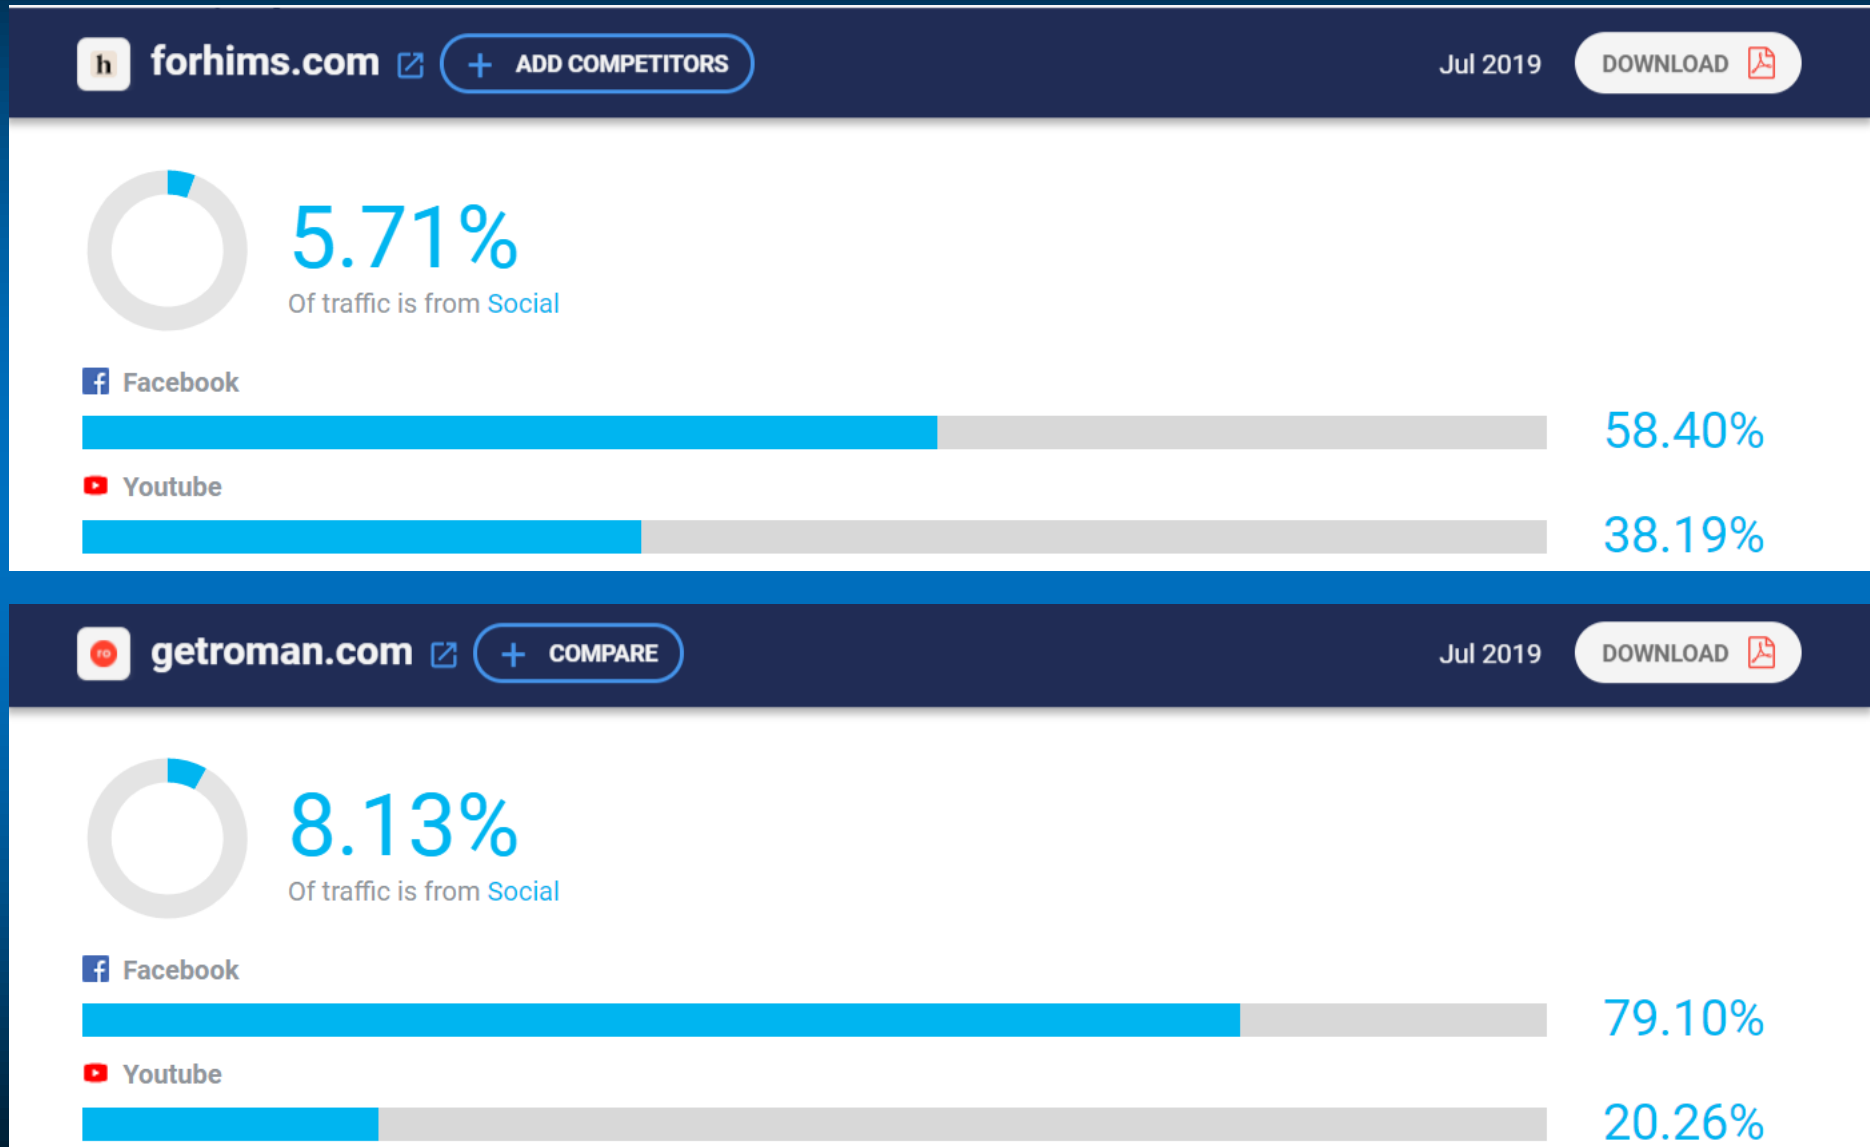 h forhims.com + ADD COMPETITORS Jul 2019 DOWNLOAD
5.71%
Of traffic is from Social
Facebook
58.40%
Youtube
38.19%
ro getroman.com + COMPARE Jul 2019 DOWNLOAD
8.13%
Of traffic is from Social
Facebook
79.10%
Youtube
20.26%